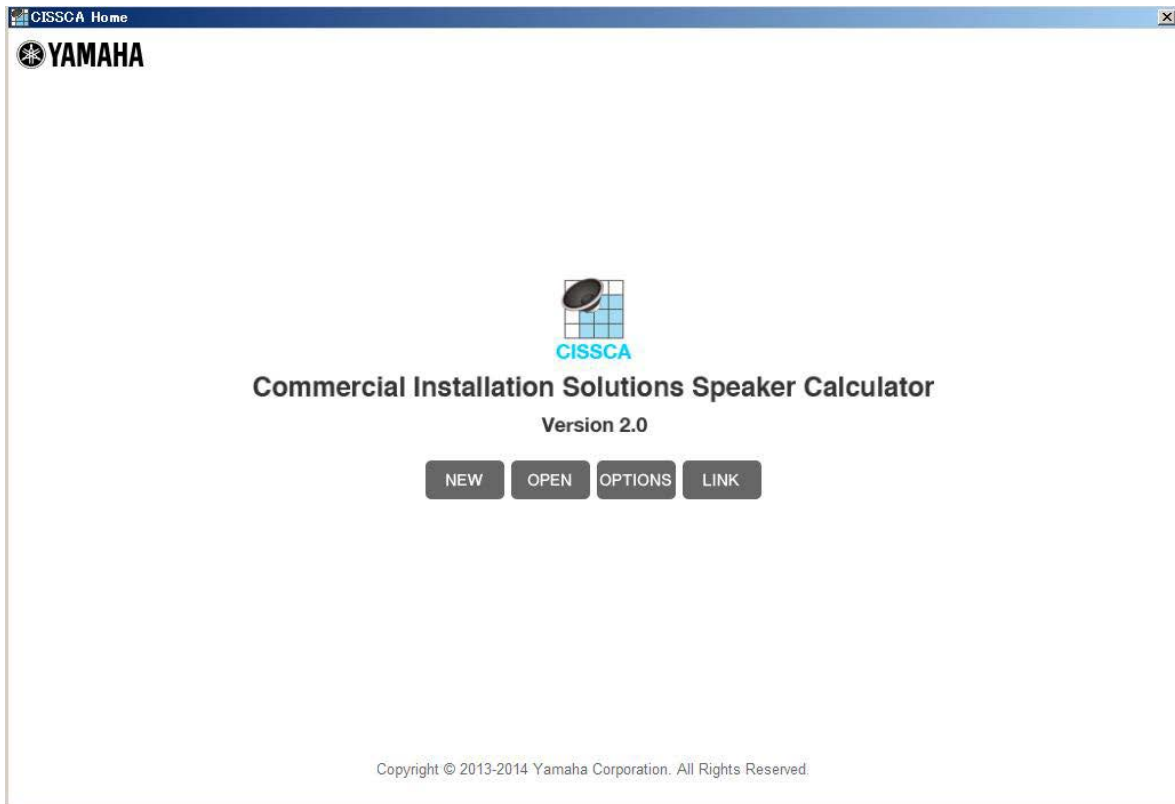 CISSCA Home
YAMAHA
CISSCA
Commercial Installation Solutions Speaker Calculator
Version 2.0
NEW OPEN OPTIONS LINK
Copyright © 2013-2014 Yamaha Corporation. All Rights Reserved.